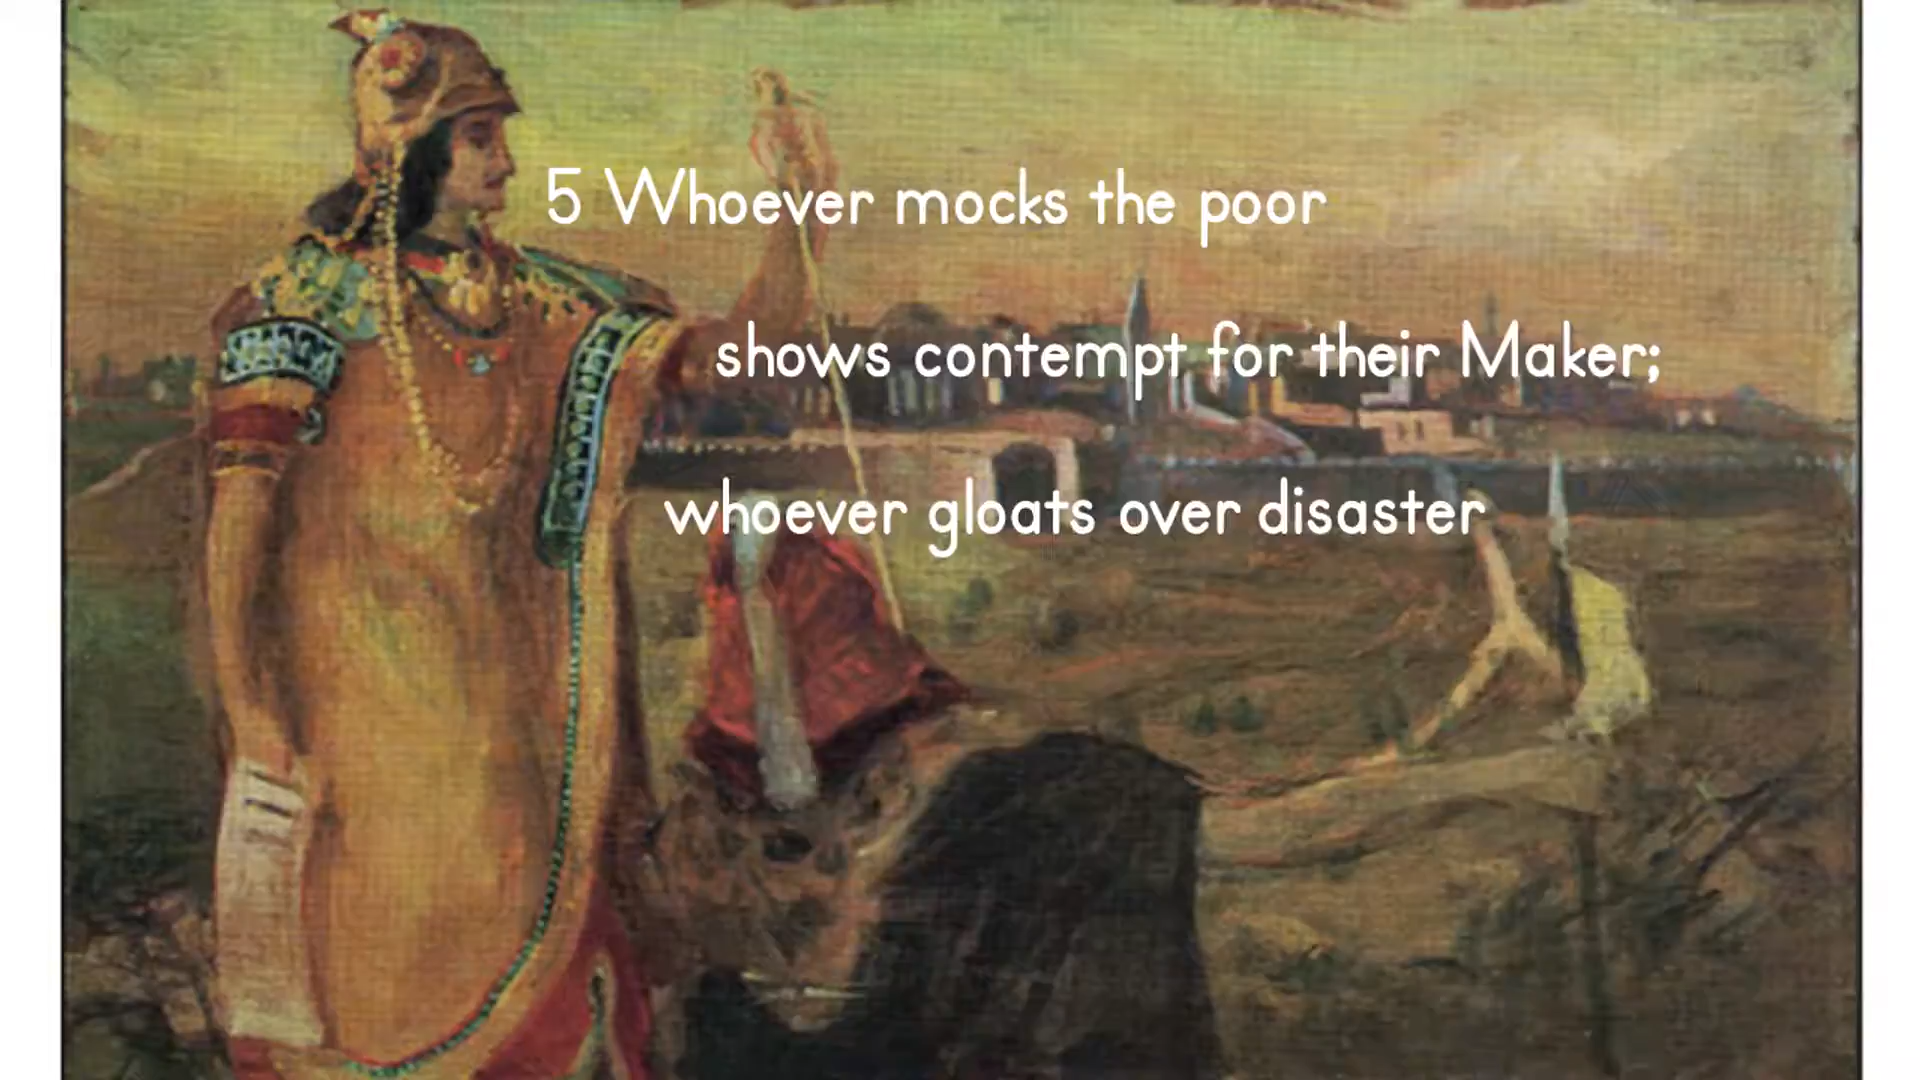 5 Whoever mocks the poor
shows contempt for their Maker;
whoever gloats over disaster